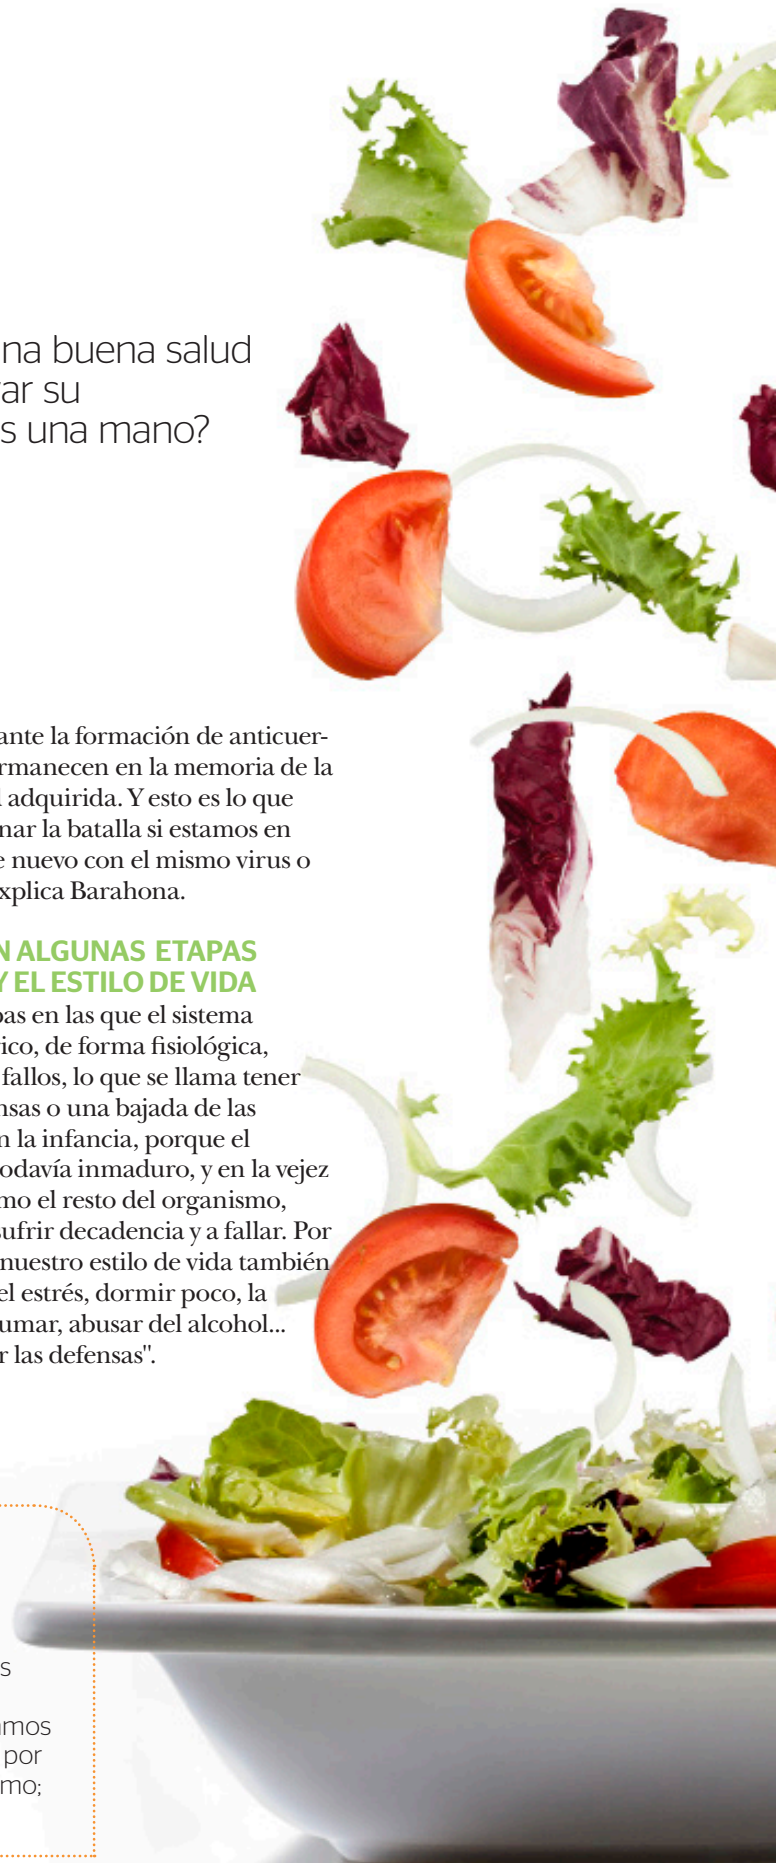 na buena salud
ar su
s una mano?
ante la formación de anticuer-
rmanecen en la memoria de la
l adquirida. Y esto es lo que
nar la batalla si estamos en
e nuevo con el mismo virus o
xplica Barahona.
N ALGUNAS ETAPAS
Y EL ESTILO DE VIDA
pas en las que el sistema
rico, de forma fisiológica,
fallos, lo que se llama tener
nsas o una bajada de las
n la infancia, porque el
odavía inmaduro, y en la vejez
mo el resto del organismo,
sufrir decadencia y a fallar. Por
nuestro estilo de vida también
el estrés, dormir poco, la
umar, abusar del alcohol...
r las defensas".
s
amos
por
mo;